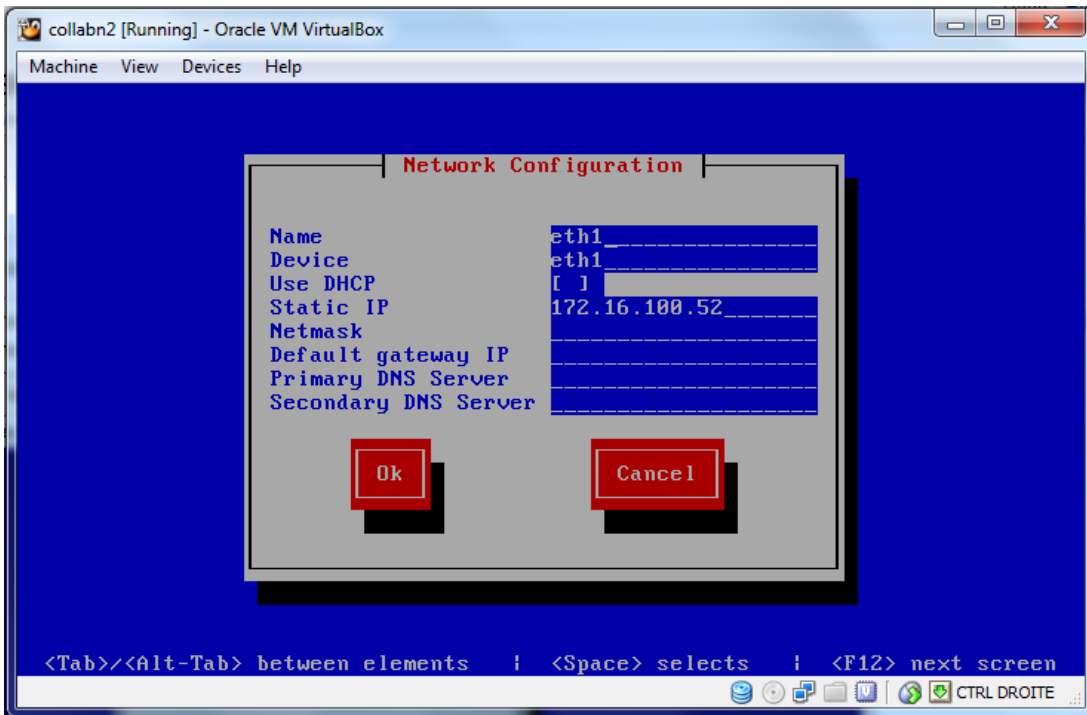 collabn2 [Running] - Oracle VM VirtualBox
Machine View Devices Help
Network Configuration
Name eth1_
Device eth1
Use DHCP [ ]
Static IP 172.16.100.52
Netmask
Default gateway IP
Primary DNS Server
Secondary DNS Server
Ok Cancel
<Tab>/<Alt-Tab> between elements | <Space> selects | <F12> next screen
CTRL DROITE